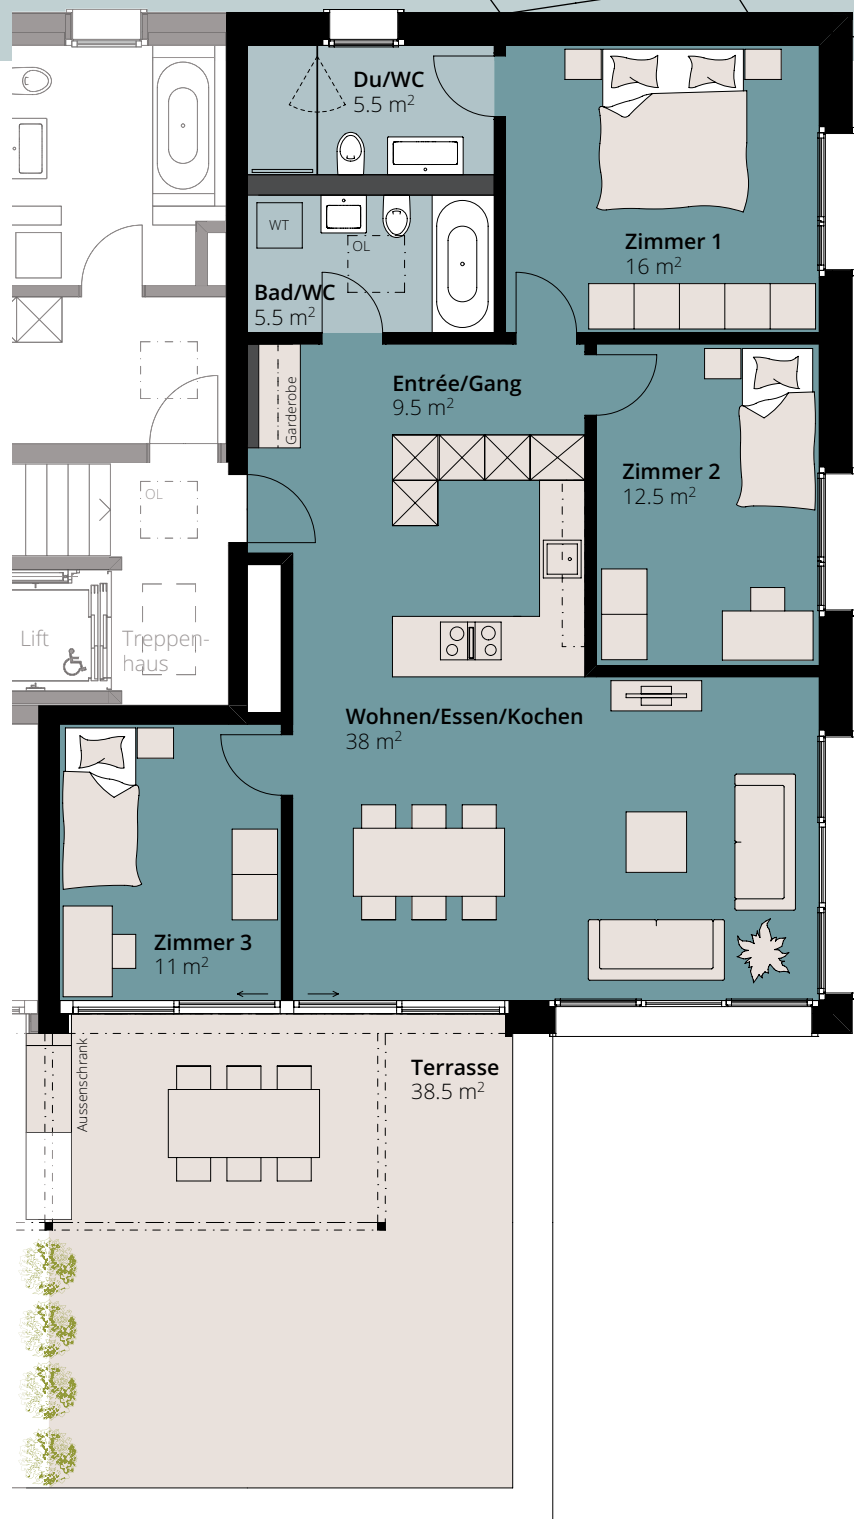 Du/WC
5.5 m²
WT
OL
Bad/WC
5.5 m²
Zimmer 1
16 m²
Garderobe
Entrée/Gang
9.5 m²
Zimmer 2
12.5 m²
OL
Lift
Treppen-
haus
Wohnen/Essen/Kochen
38 m²
Zimmer 3
11 m²
Aussenschrank
Terrasse
38.5 m²